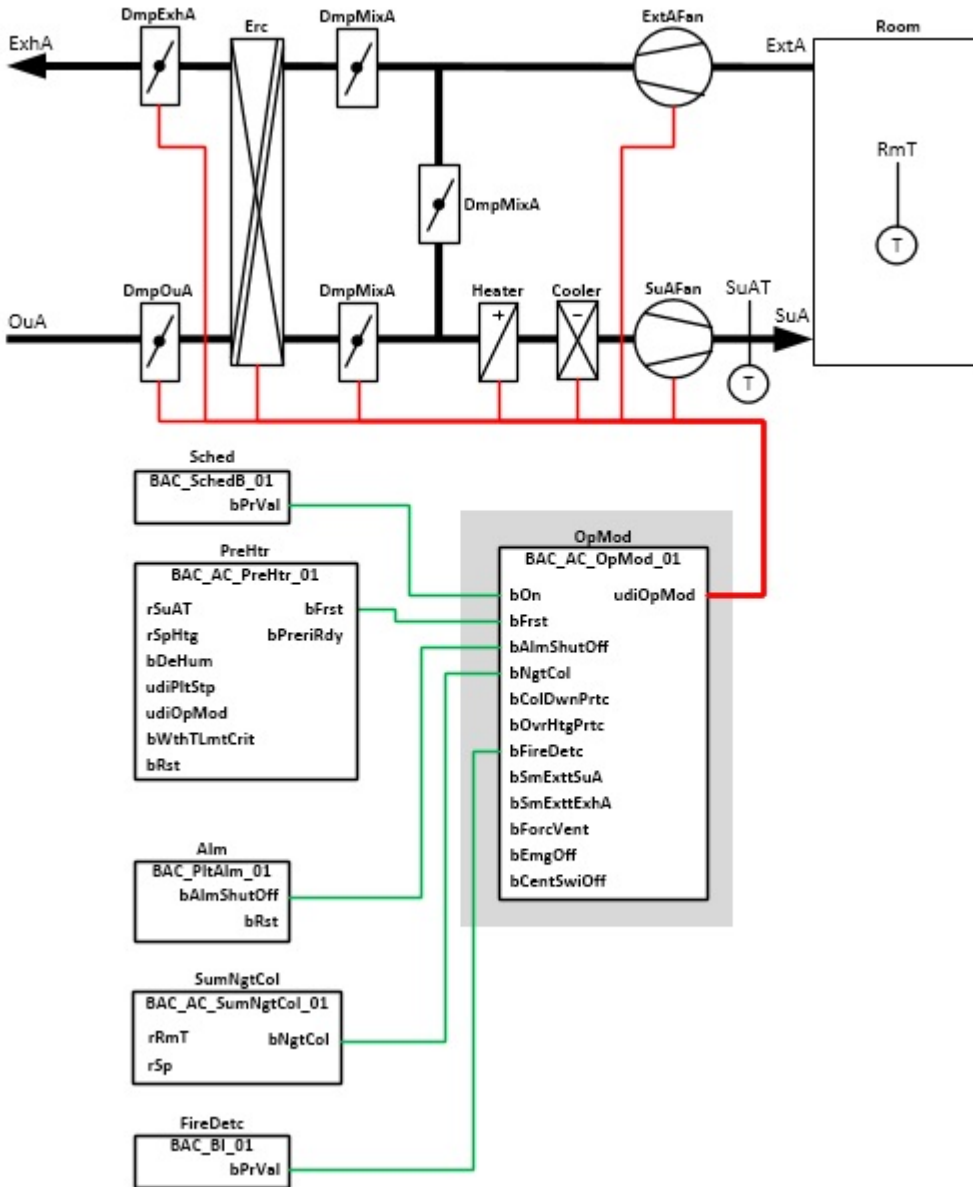 DmpExhA
Erc
DmpMixA
ExtAFan
Room
ExhA
ExtA
RmT
DmpMixA
T
DmpOuA
DmpMixA
Heater
Cooler
SuAFan
SuAT
OuA
SuA
+
-
T
Sched
BAC_SchedB_01
bPrVal
OpMod
BAC_AC_OpMod_01
bOn udiOpMod
bFrst
bAlmShutOff
bNgtCol
bColDwnPrtc
bOvrHtgPrtc
bFireDetc
bSmExttSuA
bSmExttExhA
bForcVent
bEmgOff
bCentSwiOff
PreHtr
BAC_AC_PreHtr_01
rSuAT bFrst
rSpHtg bPreriRdy
bDeHum
udiPltStp
udiOpMod
bWthTLmtCrit
bRst
Alm
BAC_PltAlm_01
bAlmShutOff
bRst
SumNgtCol
BAC_AC_SumNgtCol_01
rRmT bNgtCol
rSp
FireDetc
BAC_BI_01
bPrVal